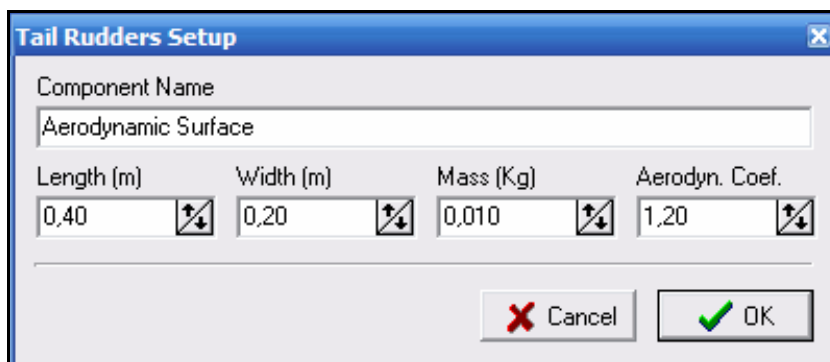 Tail Rudders Setup
Component Name
Aerodynamic Surface
Length (m) Width (m) Mass (Kg) Aerodyn. Coef.
0,40 0,20 0,010 1,20
Cancel OK